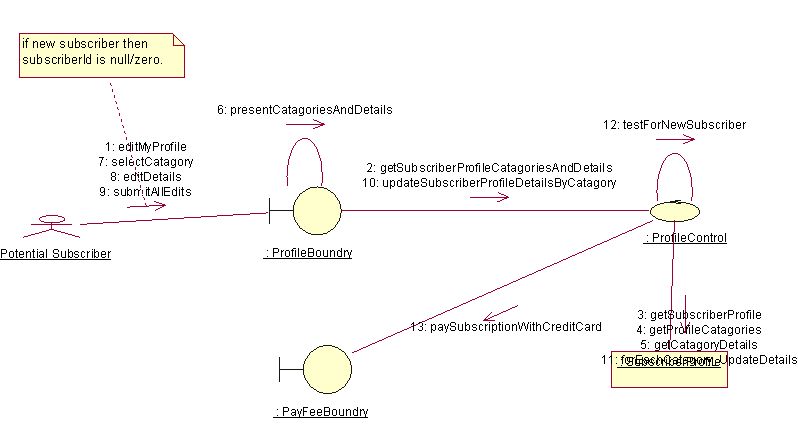 if new subscriber then
subscriberId is null/zero.
6: presentCatagoriesAndDetails
12: testForNewSubscriber
1: editMyProfile
7: selectCatagory
8: editDetails
9: submitAllEdits
2: getSubscriberProfileCatagoriesAndDetails
10: updateSubscriberProfileDetailsByCatagory
Potential Subscriber
: ProfileBoundry
: ProfileControl
3: getSubscriberProfile
4: getProfileCatagories
5: getCatagoryDetails
11: forEachCatagory_UpdateDetails
: SubscriberProfile
13: paySubscriptionWithCreditCard
: PayFeeBoundry